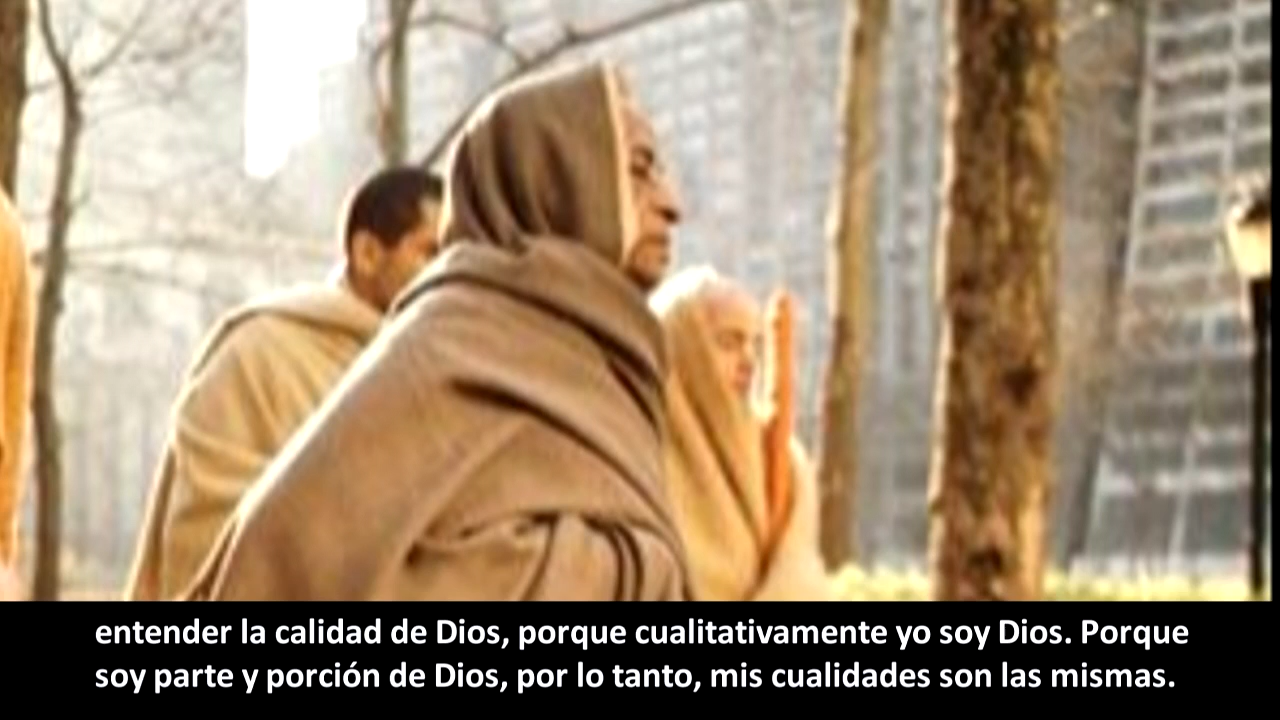 entender la calidad de Dios, porque cualitativamente yo soy Dios. Porque
soy parte y porción de Dios, por lo tanto, mis cualidades son las mismas.